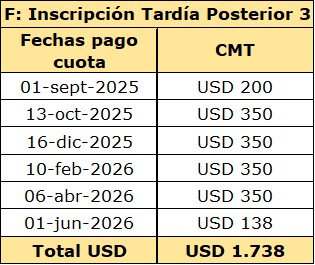 F: Inscripción Tardía Posterior 3
Fechas pago cuota CMT
01-sept-2025 USD 200
13-oct-2025 USD 350
16-dic-2025 USD 350
10-feb-2026 USD 350
06-abr-2026 USD 350
01-jun-2026 USD 138
Total USD USD 1.738